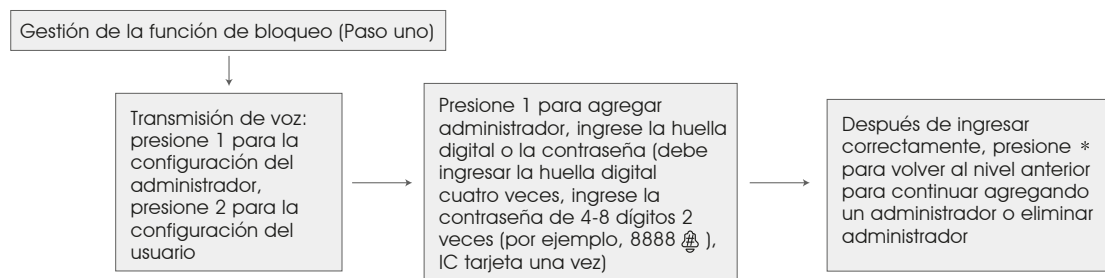 Gestión de la función de bloqueo (Paso uno)
Transmisión de voz:
presione 1 para la
configuración del
administrador,
presione 2 para la
configuración del
usuario
Presione 1 para agregar
administrador, ingrese la huella
digital o la contraseña (debe
ingresar la huella digital
cuatro veces, ingrese la
contraseña de 4-8 dígitos 2
veces (por ejemplo, 8888 #),
IC tarjeta una vez)
Después de ingresar
correctamente, presione *
para volver al nivel anterior
para continuar agregando
un administrador o eliminar
administrador